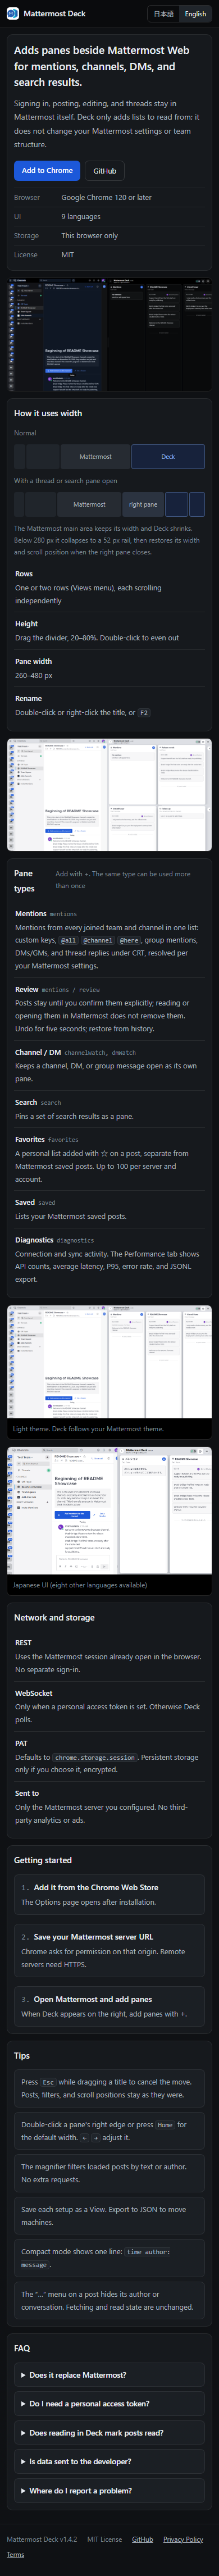 Mattermost Deck
日本語 English
Adds panes beside Mattermost Web
for mentions, channels, DMs, and
search results.
Signing in, posting, editing, and threads stay in
Mattermost itself. Deck only adds lists to read from; it
does not change your Mattermost settings or team
structure.
Add to Chrome GitHub
Browser Google Chrome 120 or later
UI 9 languages
Storage This browser only
License MIT
How it uses width
Normal
Mattermost Deck
With a thread or search pane open
Mattermost right pane
The Mattermost main area keeps its width and Deck shrinks.
Below 280 px it collapses to a 52 px rail, then restores its width
and scroll position when the right pane closes.
Rows
One or two rows (Views menu), each scrolling
independently
Height
Drag the divider, 20–80%. Double-click to even out
Pane width
260–480 px
Rename
Double-click or right-click the title, or F2
Pane
types
Add with +. The same type can be used more
than once
Mentions mentions
Mentions from every joined team and channel in one list:
custom keys, @all @channel @here, group mentions,
DMs/GMs, and thread replies under CRT, resolved per
your Mattermost settings.
Review mentions / review
Posts stay until you confirm them explicitly; reading or
opening them in Mattermost does not remove them.
Undo for five seconds; restore from history.
Channel / DM channelwatch, dmwatch
Keeps a channel, DM, or group message open as its own
pane.
Search search
Pins a set of search results as a pane.
Favorites favorites
A personal list added with ☆ on a post, separate from
Mattermost saved posts. Up to 100 per server and
account.
Saved saved
Lists your Mattermost saved posts.
Diagnostics diagnostics
Connection and sync activity. The Performance tab shows
API counts, average latency, P95, error rate, and JSONL
export.
Light theme. Deck follows your Mattermost theme.
Japanese UI (eight other languages available)
Network and storage
REST
Uses the Mattermost session already open in the browser.
No separate sign-in.
WebSocket
Only when a personal access token is set. Otherwise Deck
polls.
PAT
Defaults to chrome.storage.session. Persistent storage
only if you choose it, encrypted.
Sent to
Only the Mattermost server you configured. No third-
party analytics or ads.
Getting started
1. Add it from the Chrome Web Store
The Options page opens after installation.
2. Save your Mattermost server URL
Chrome asks for permission on that origin. Remote
servers need HTTPS.
3. Open Mattermost and add panes
When Deck appears on the right, add panes with +.
Tips
Press Esc while dragging a title to cancel the move.
Posts, filters, and scroll positions stay as they were.
Double-click a pane's right edge or press Home for
the default width. ← → adjust it.
The magnifier filters loaded posts by text or author.
No extra requests.
Save each setup as a View. Export to JSON to move
machines.
Compact mode shows one line: time author:
message.
The "…" menu on a post hides its author or
conversation. Fetching and read state are unchanged.
FAQ
Does it replace Mattermost?
Do I need a personal access token?
Does reading in Deck mark posts read?
Is data sent to the developer?
Where do I report a problem?
Mattermost Deck v1.4.2 MIT License GitHub Privacy Policy
Terms